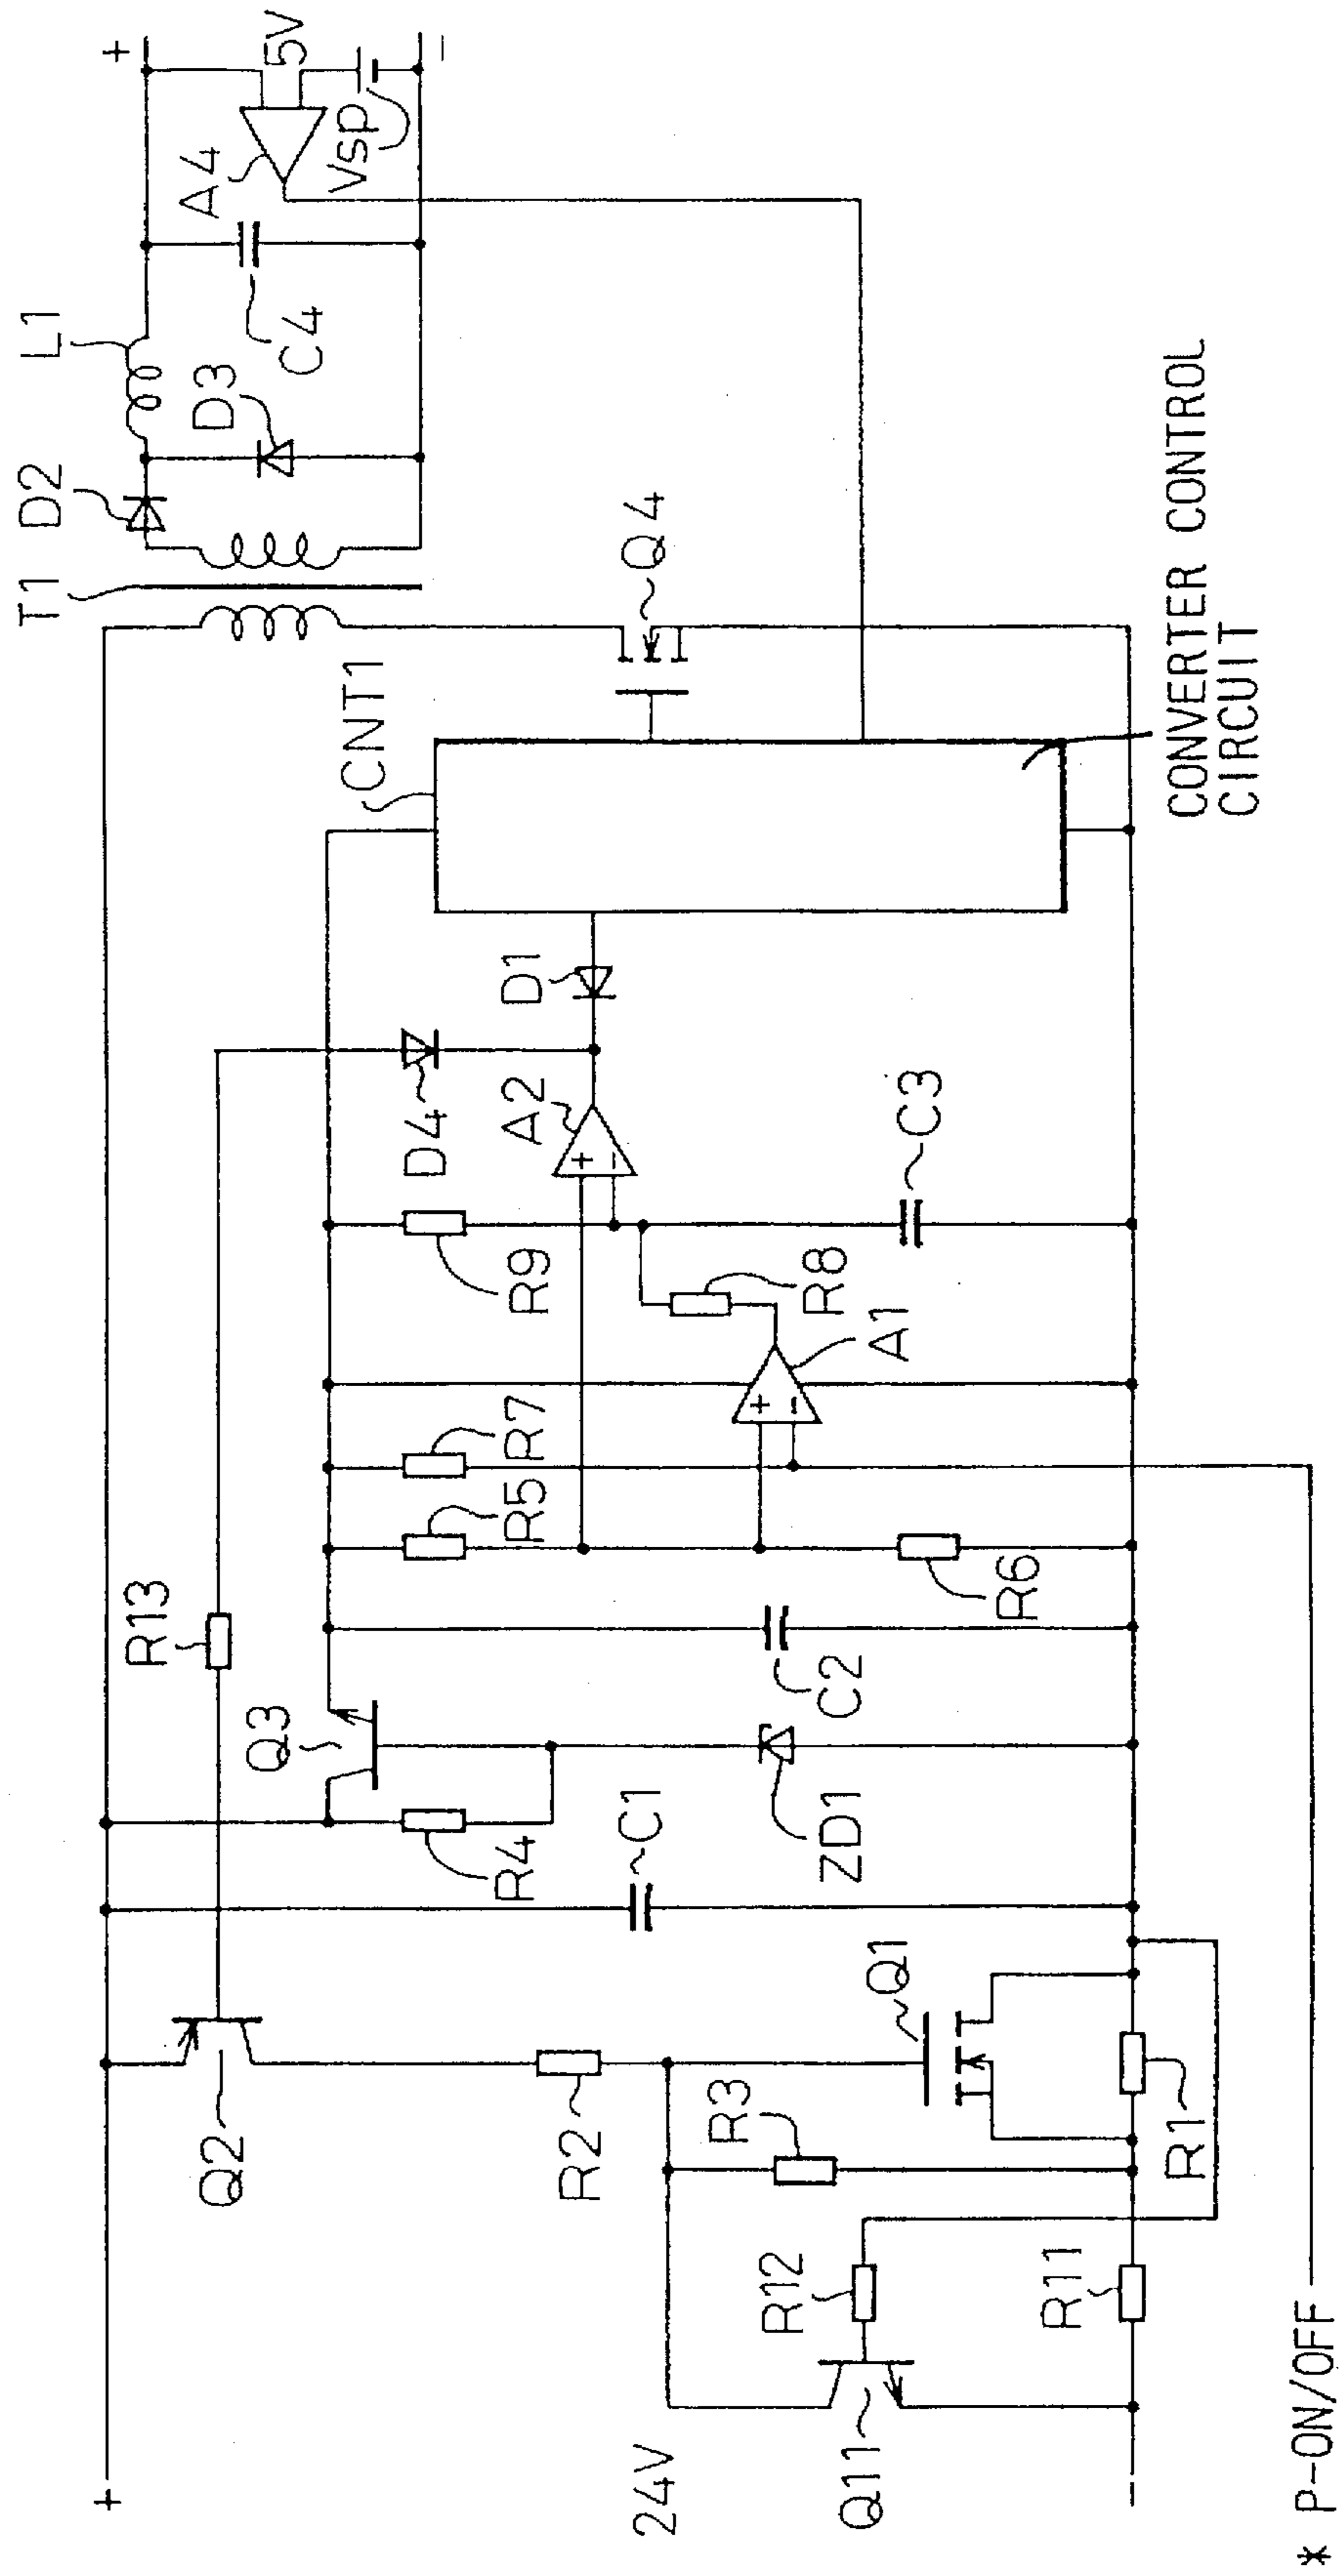 +
24V
−
* P-ON/OFF
Q2
Q11
R12
R11
R2
R3
Q1
R1
C1
R4
Q3
ZD1
R13
C2
R5
R6
R7
+
−
A1
R8
R9
C3
+
−
A2
D4
D1
CNT1
CONVERTER CONTROL
CIRCUIT
Q4
T1
D2
D3
L1
C4
A4
Vsp
5V
+
−